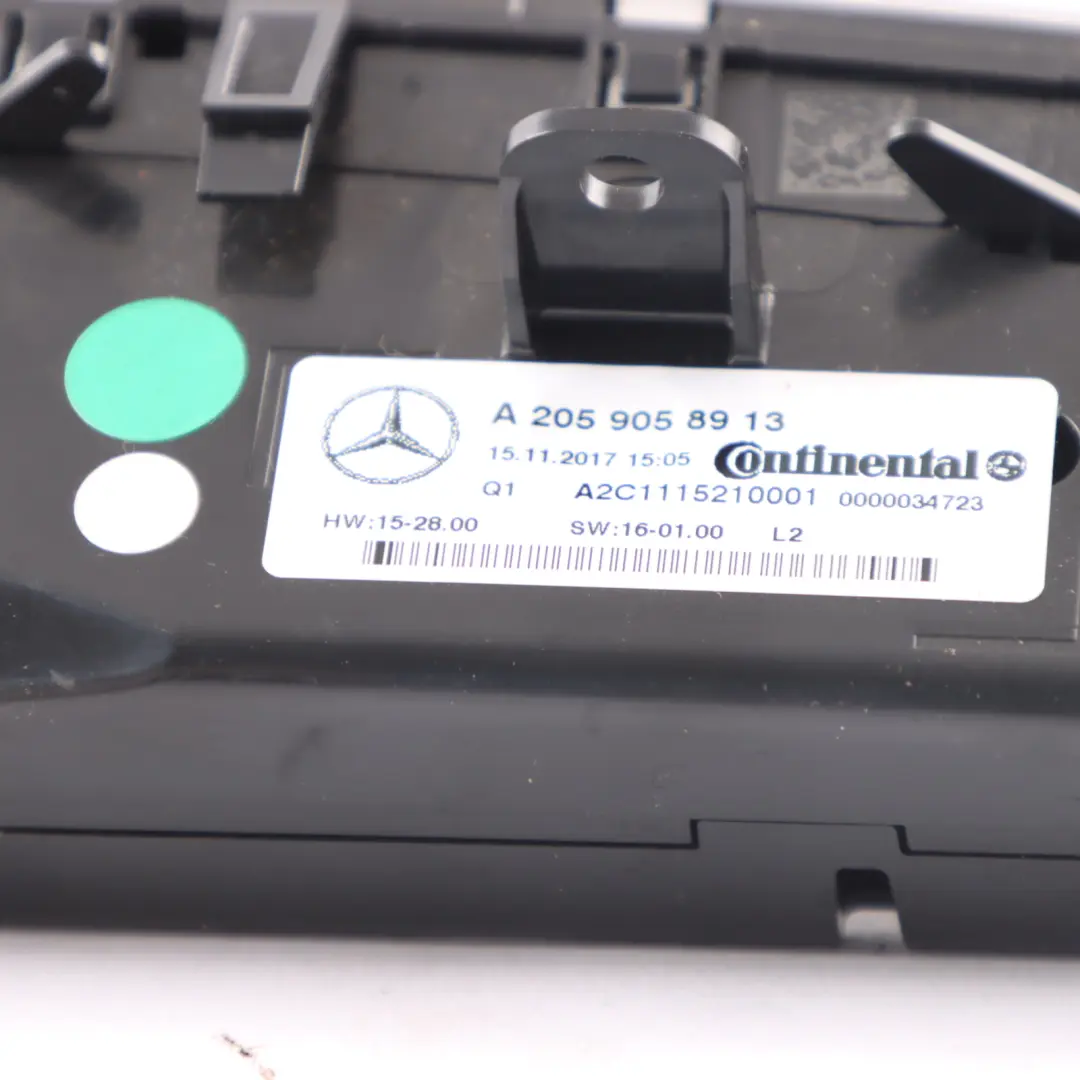 A 205 905 89 13
15.11.2017 15:05 Continental
Q1 A2C1115210001 0000034723
HW:15-28.00 SW:16-01.00 L2